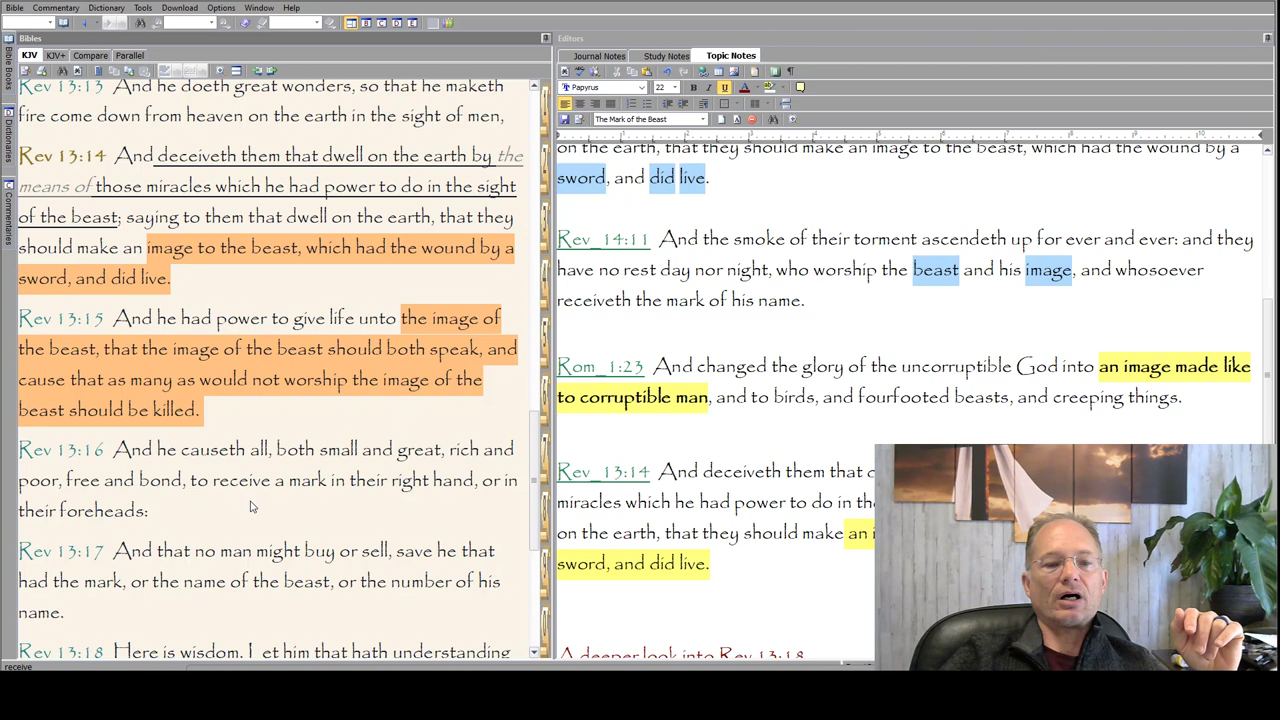 Bible Commentary Dictionary Tools Download Options Window Help
Bibles
KJV KJV+ Compare Parallel
Rev 13:13 And he doeth great wonders, so that he maketh
fire come down from heaven on the earth in the sight of men,
Rev 13:14 And deceiveth them that dwell on the earth by the
means of those miracles which he had power to do in the sight
of the beast; saying to them that dwell on the earth, that they
should make an image to the beast, which had the wound by a
sword, and did live.
Rev 13:15 And he had power to give life unto the image of
the beast, that the image of the beast should both speak, and
cause that as many as would not worship the image of the
beast should be killed.
Rev 13:16 And he causeth all, both small and great, rich and
poor, free and bond, to receive a mark in their right hand, or in
their foreheads:
Rev 13:17 And that no man might buy or sell, save he that
had the mark, or the name of the beast, or the number of his
name.
Rev 13:18 Here is wisdom. Let him that hath understanding
receive
Bible Books
Dictionaries
Commentaries
Editors
Journal Notes Study Notes Topic Notes
Papyrus 22
The Mark of the Beast
on the earth, that they should make an image to the beast, which had the wound by a
sword, and did live.
Rev_14:11 And the smoke of their torment ascendeth up for ever and ever: and they
have no rest day nor night, who worship the beast and his image, and whosoever
receiveth the mark of his name.
Rom_1:23 And changed the glory of the uncorruptible God into an image made like
to corruptible man, and to birds, and fourfooted beasts, and creeping things.
Rev_13:14 And deceiveth them that
miracles which he had power to do in the
on the earth, that they should make an
sword, and did live.
A deeper look into Rev 13:18